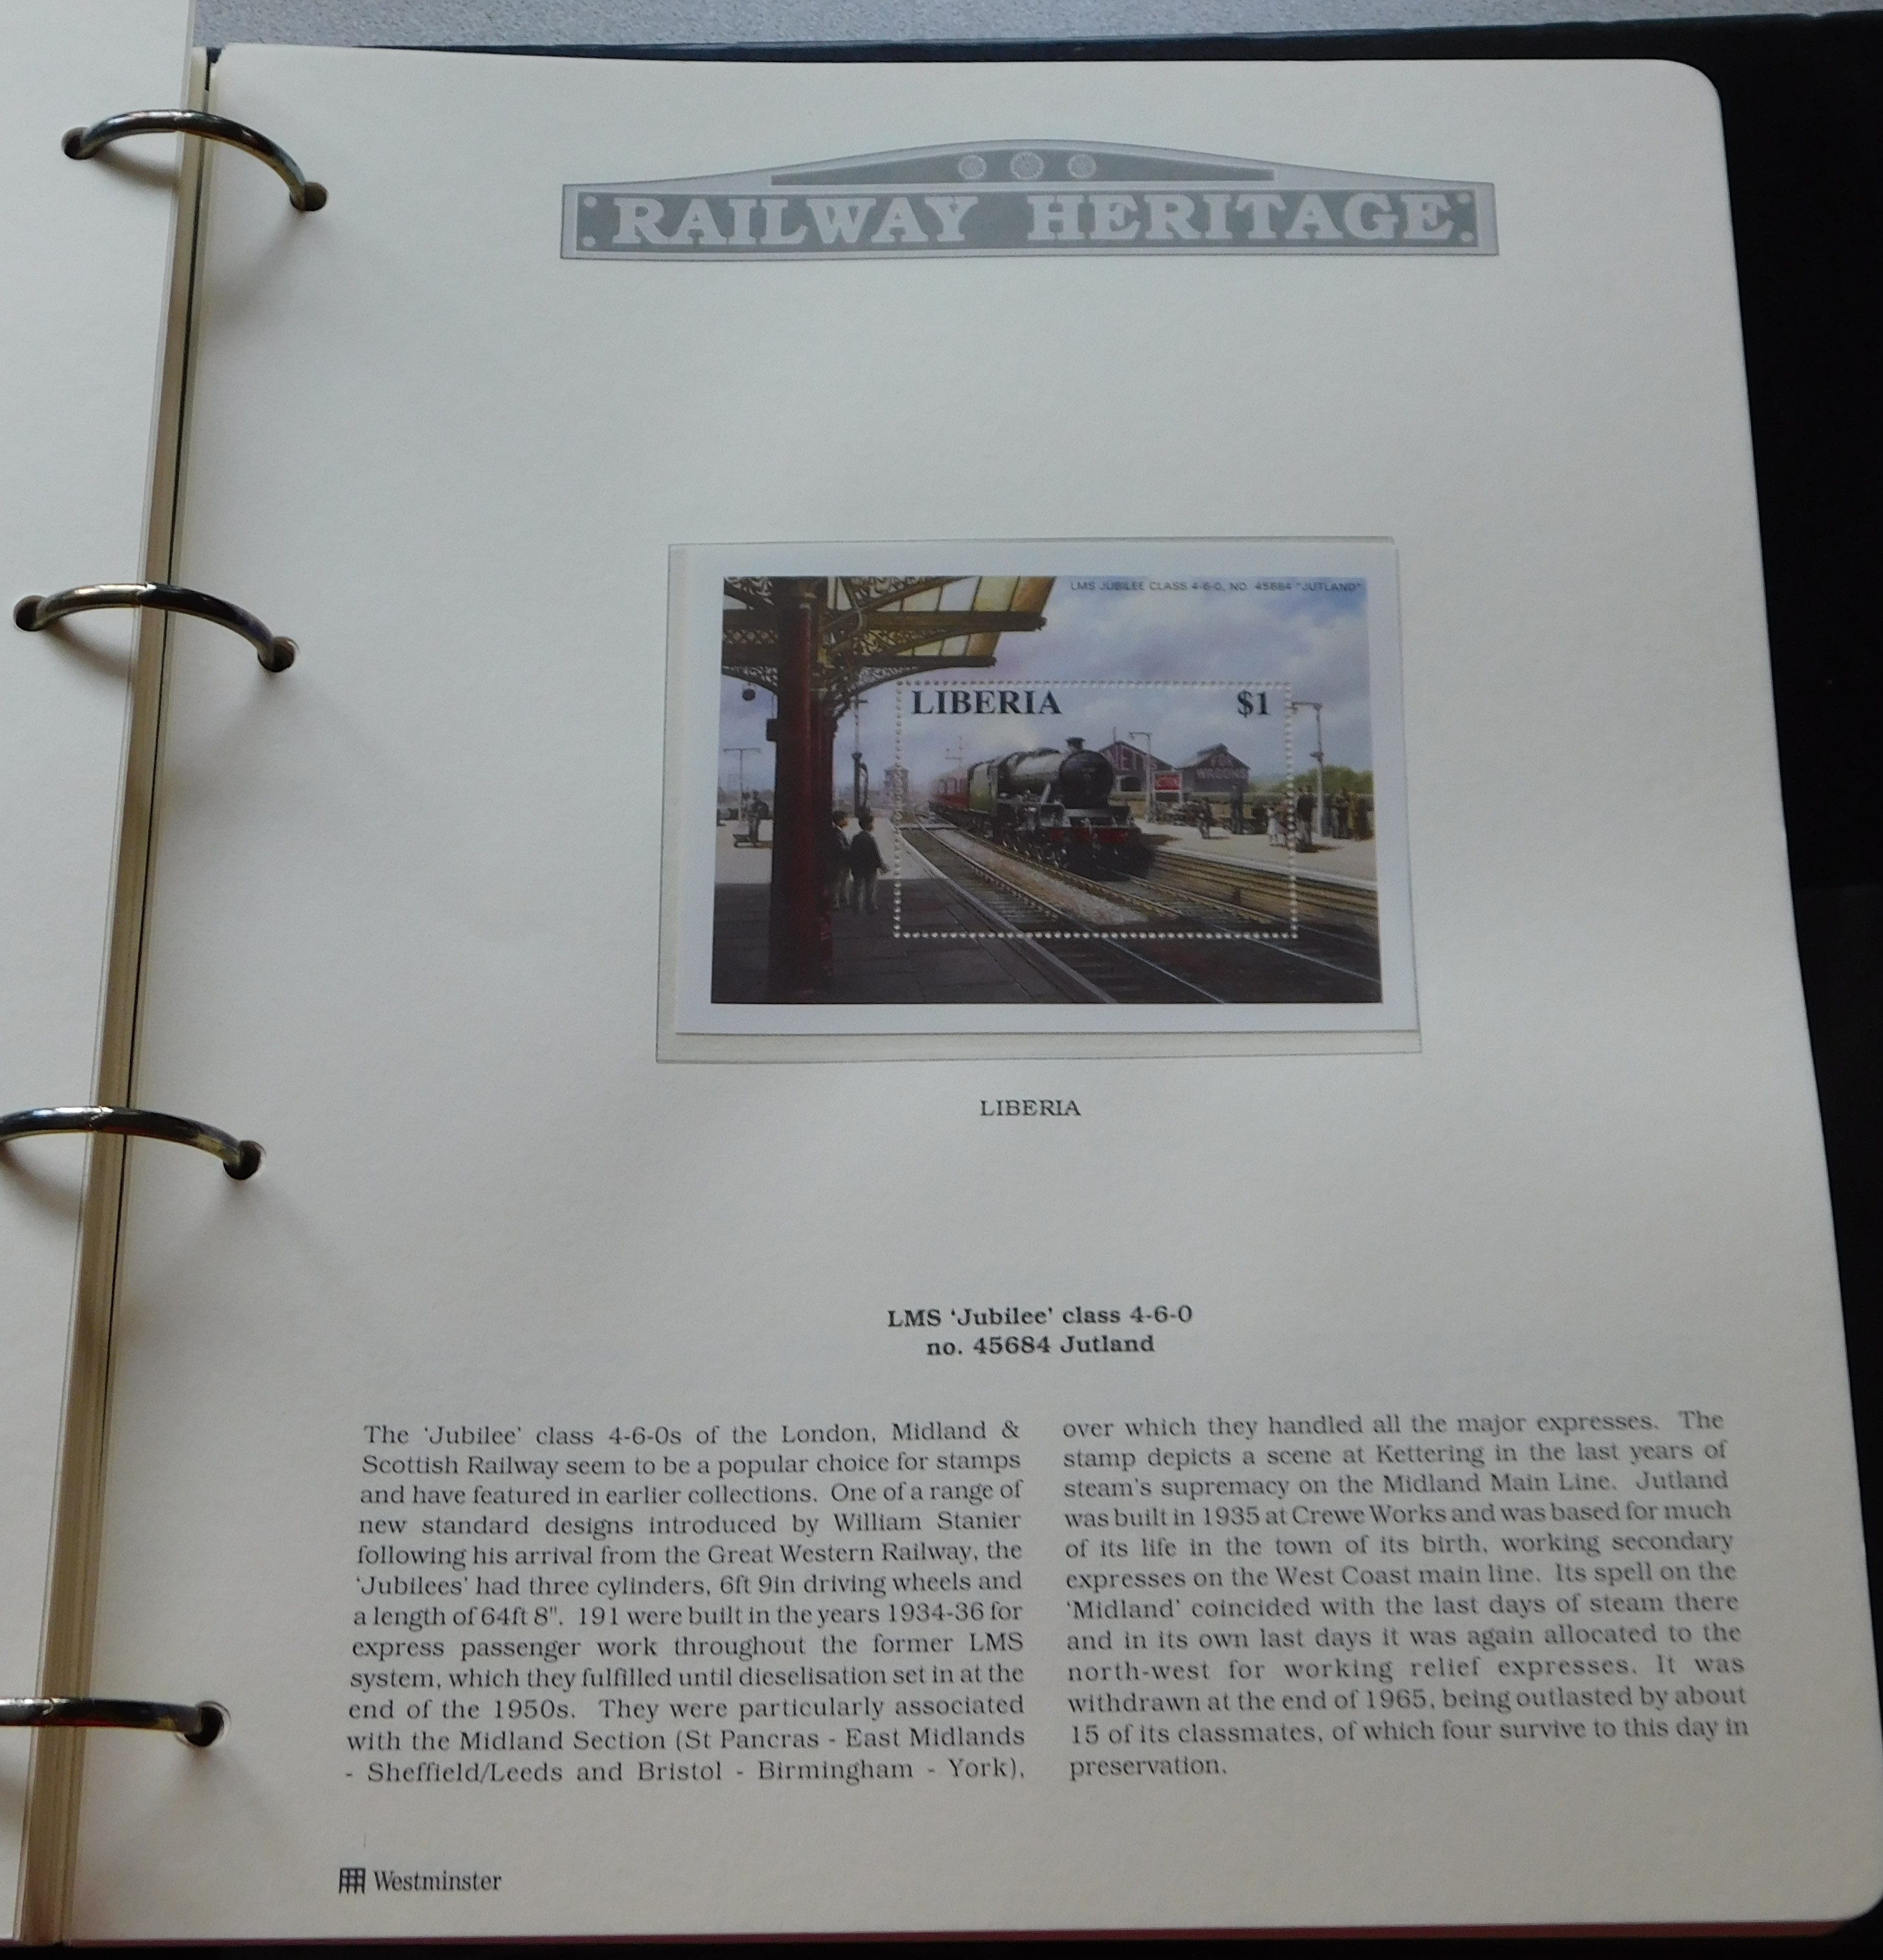 RAILWAY HERITAGE
LMS JUBILEE CLASS 4-6-0, NO. 45684 "JUTLAND"
LIBERIA $1
FOR
WAGONS
LIBERIA
LMS ‘Jubilee’ class 4-6-0
no. 45684 Jutland
The ‘Jubilee’ class 4-6-0s of the London, Midland &
Scottish Railway seem to be a popular choice for stamps
and have featured in earlier collections. One of a range of
new standard designs introduced by William Stanier
following his arrival from the Great Western Railway, the
‘Jubilees’ had three cylinders, 6ft 9in driving wheels and
a length of 64ft 8". 191 were built in the years 1934-36 for
express passenger work throughout the former LMS
system, which they fulfilled until dieselisation set in at the
end of the 1950s. They were particularly associated
with the Midland Section (St Pancras - East Midlands
- Sheffield/Leeds and Bristol - Birmingham - York),
over which they handled all the major expresses. The
stamp depicts a scene at Kettering in the last years of
steam's supremacy on the Midland Main Line. Jutland
was built in 1935 at Crewe Works and was based for much
of its life in the town of its birth, working secondary
expresses on the West Coast main line. Its spell on the
‘Midland’ coincided with the last days of steam there
and in its own last days it was again allocated to the
north-west for working relief expresses. It was
withdrawn at the end of 1965, being outlasted by about
15 of its classmates, of which four survive to this day in
preservation.
Westminster